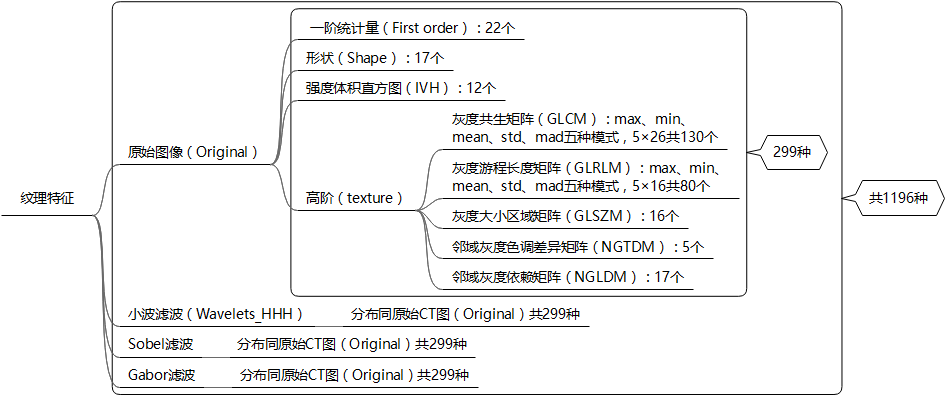 纹理特征
原始图像（Original）
一阶统计量（First order）：22个
形状（Shape）：17个
强度体积直方图（IVH）：12个
高阶（texture）
灰度共生矩阵（GLCM）：max、min、
mean、std、mad五种模式，5×26共130个
灰度游程长度矩阵（GLRLM）：max、min、
mean、std、mad五种模式，5×16共80个
灰度大小区域矩阵（GLSZM）：16个
邻域灰度色调差异矩阵（NGTDM）：5个
邻域灰度依赖矩阵（NGLDM）：17个
299种
共1196种
小波滤波（Wavelets_HHH）
分布同原始CT图（Original）共299种
Sobel滤波
分布同原始CT图（Original）共299种
Gabor滤波
分布同原始CT图（Original）共299种